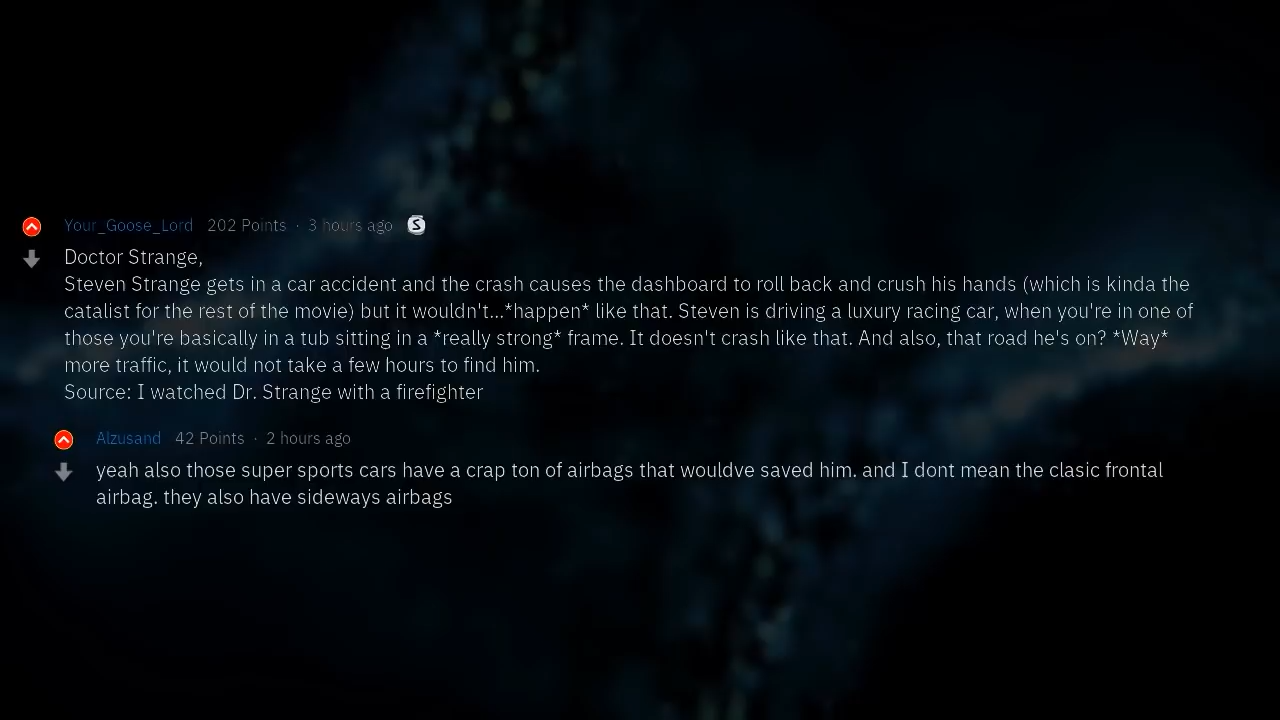 Your_Goose_Lord 202 Points · 3 hours ago S
Doctor Strange,
Steven Strange gets in a car accident and the crash causes the dashboard to roll back and crush his hands (which is kinda the
catalist for the rest of the movie) but it wouldn't...*happen* like that. Steven is driving a luxury racing car, when you're in one of
those you're basically in a tub sitting in a *really strong* frame. It doesn't crash like that. And also, that road he's on? *Way*
more traffic, it would not take a few hours to find him.
Source: I watched Dr. Strange with a firefighter
Alzusand 42 Points · 2 hours ago
yeah also those super sports cars have a crap ton of airbags that wouldve saved him. and I dont mean the clasic frontal
airbag. they also have sideways airbags